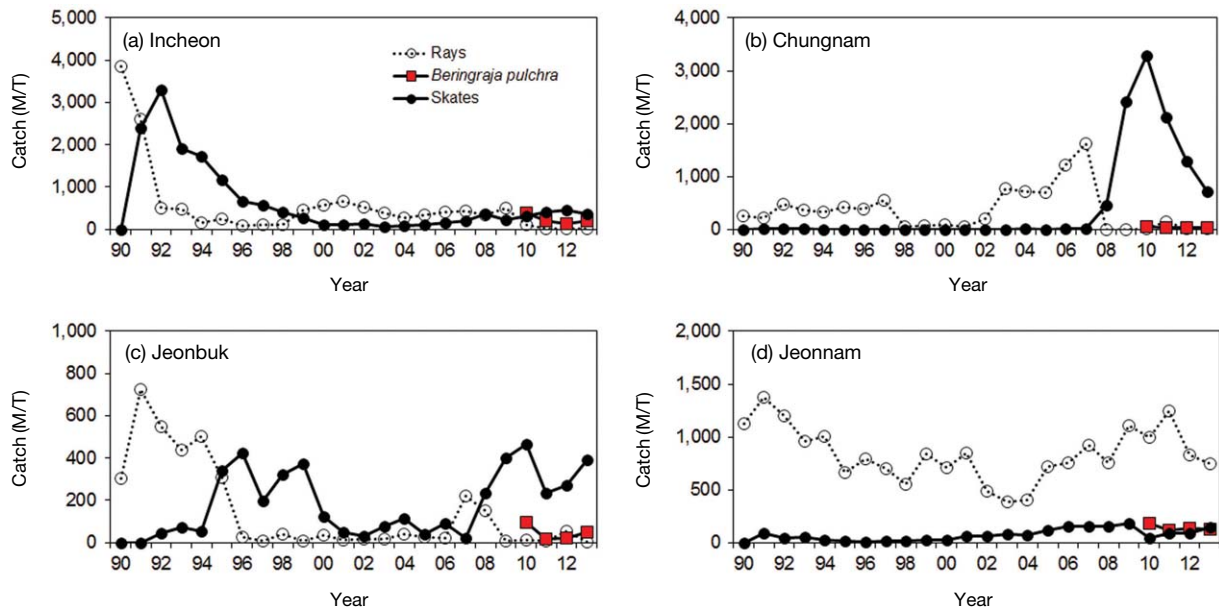 (a) Incheon
Rays
Beringraja pulchra
Skates
Catch (M/T)
5,000
4,000
3,000
2,000
1,000
0
90 92 94 96 98 00 02 04 06 08 10 12
Year
(b) Chungnam
Catch (M/T)
4,000
3,000
2,000
1,000
0
90 92 94 96 98 00 02 04 06 08 10 12
Year
(c) Jeonbuk
Catch (M/T)
1,000
800
600
400
200
0
90 92 94 96 98 00 02 04 06 08 10 12
Year
(d) Jeonnam
Catch (M/T)
2,000
1,500
1,000
500
0
90 92 94 96 98 00 02 04 06 08 10 12
Year